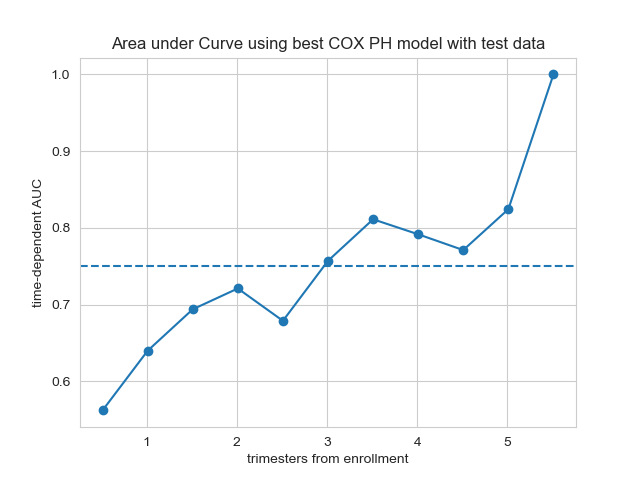 Area under Curve using best COX PH model with test data
1.0
0.9
0.8
0.7
0.6
time-dependent AUC
1 2 3 4 5
trimesters from enrollment